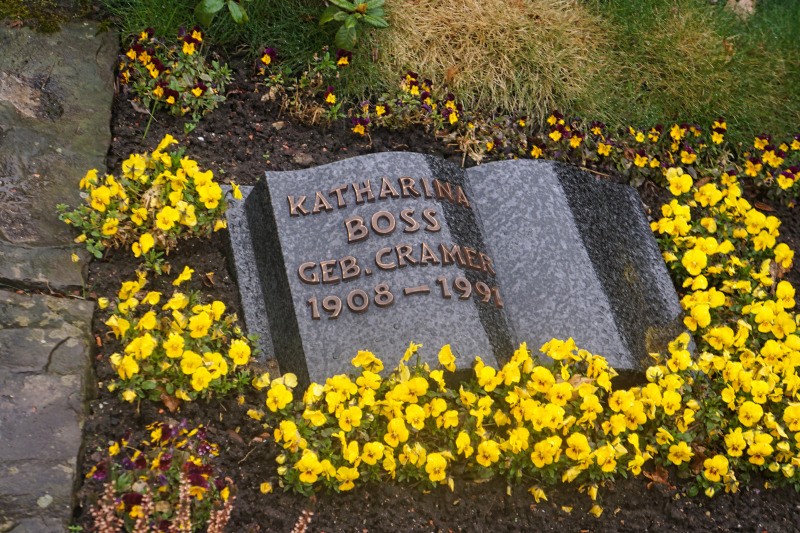 KATHARINA
BOSS
GEB. CRAMER
1908 – 1991